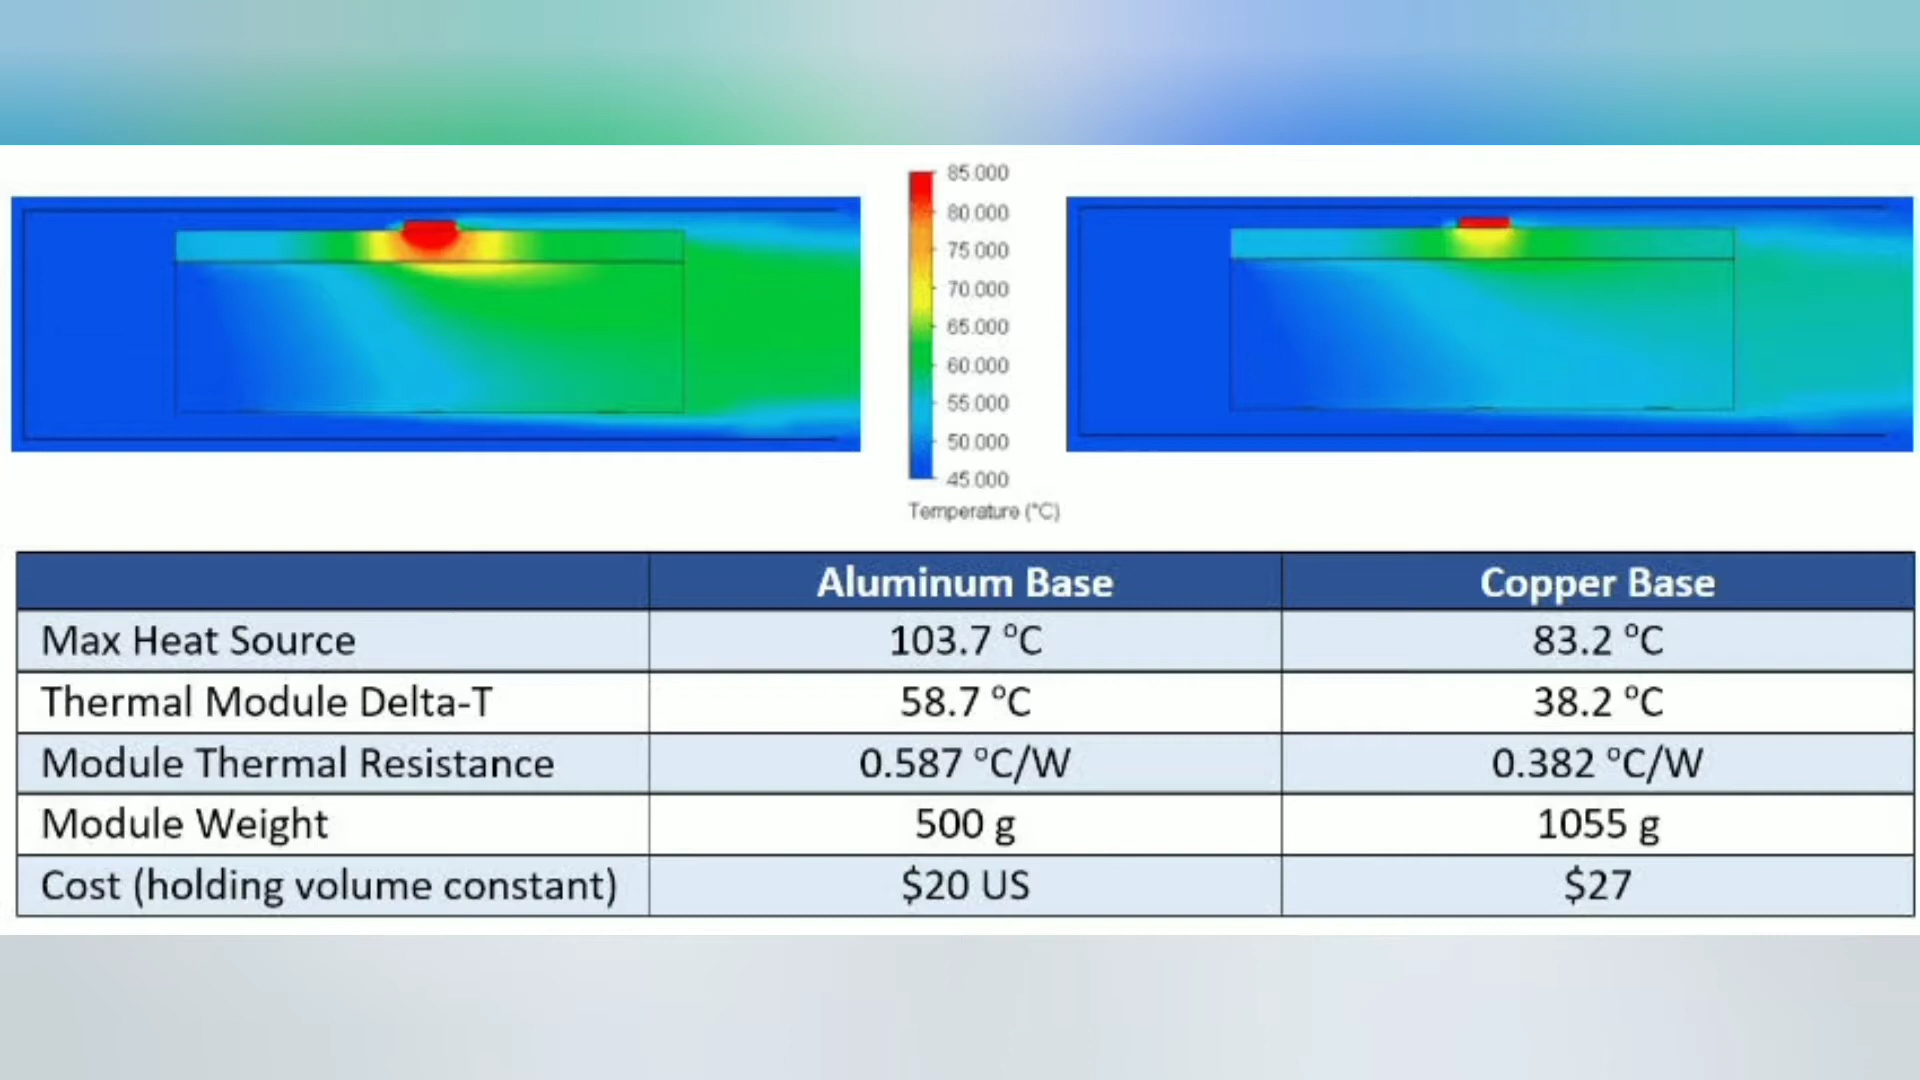 85.000
80.000
75.000
70.000
65.000
60.000
55.000
50.000
45.000
Temperature (°C)
Aluminum Base Copper Base
Max Heat Source 103.7 °C 83.2 °C
Thermal Module Delta-T 58.7 °C 38.2 °C
Module Thermal Resistance 0.587 °C/W 0.382 °C/W
Module Weight 500 g 1055 g
Cost (holding volume constant) $20 US $27